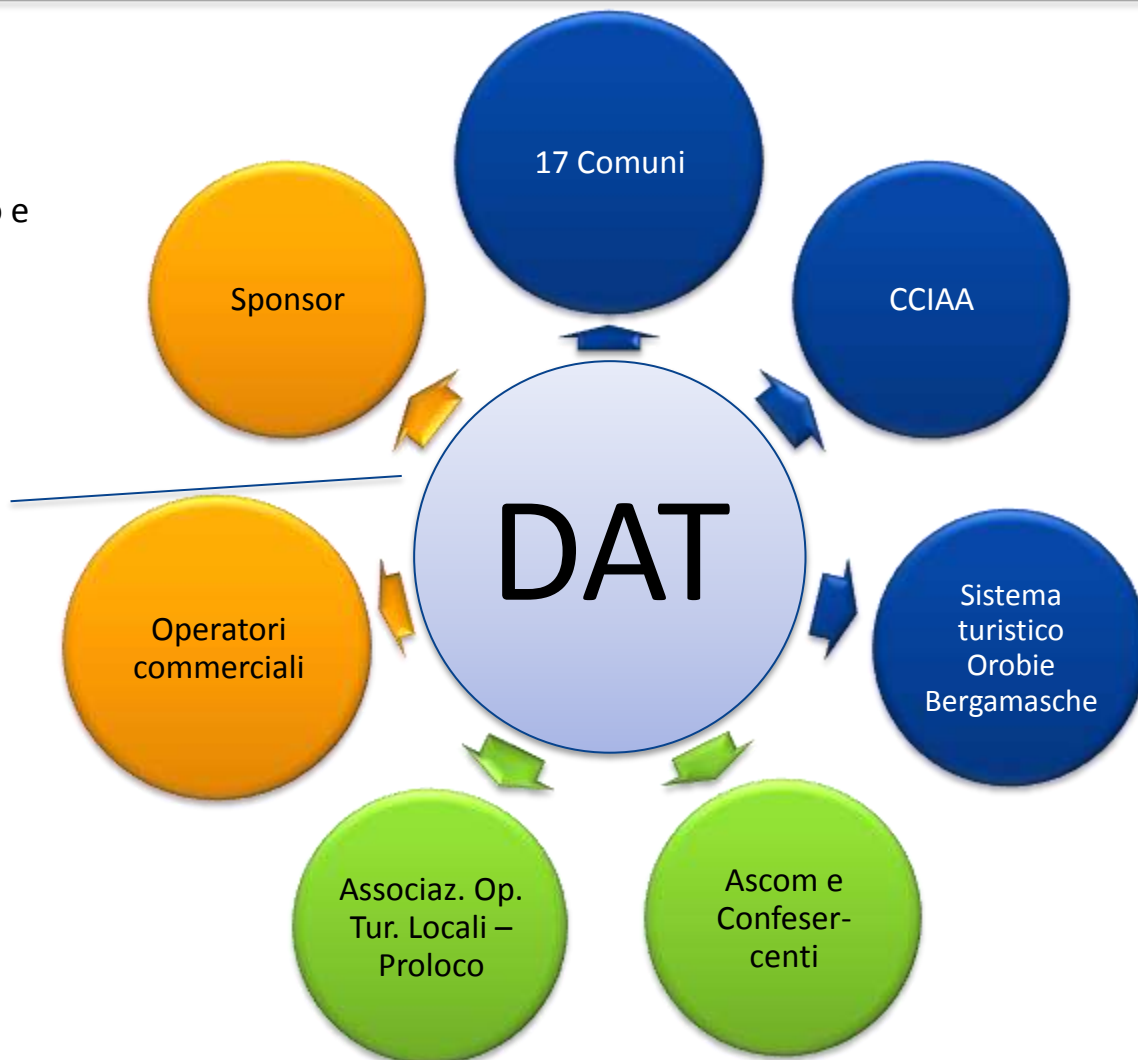 17 Comuni
e
Sponsor
CCIAA
DAT
Operatori
commerciali
Sistema
turistico
Orobie
Bergamasche
Associaz. Op.
Tur. Locali –
Proloco
Ascom e
Confeser-
centi